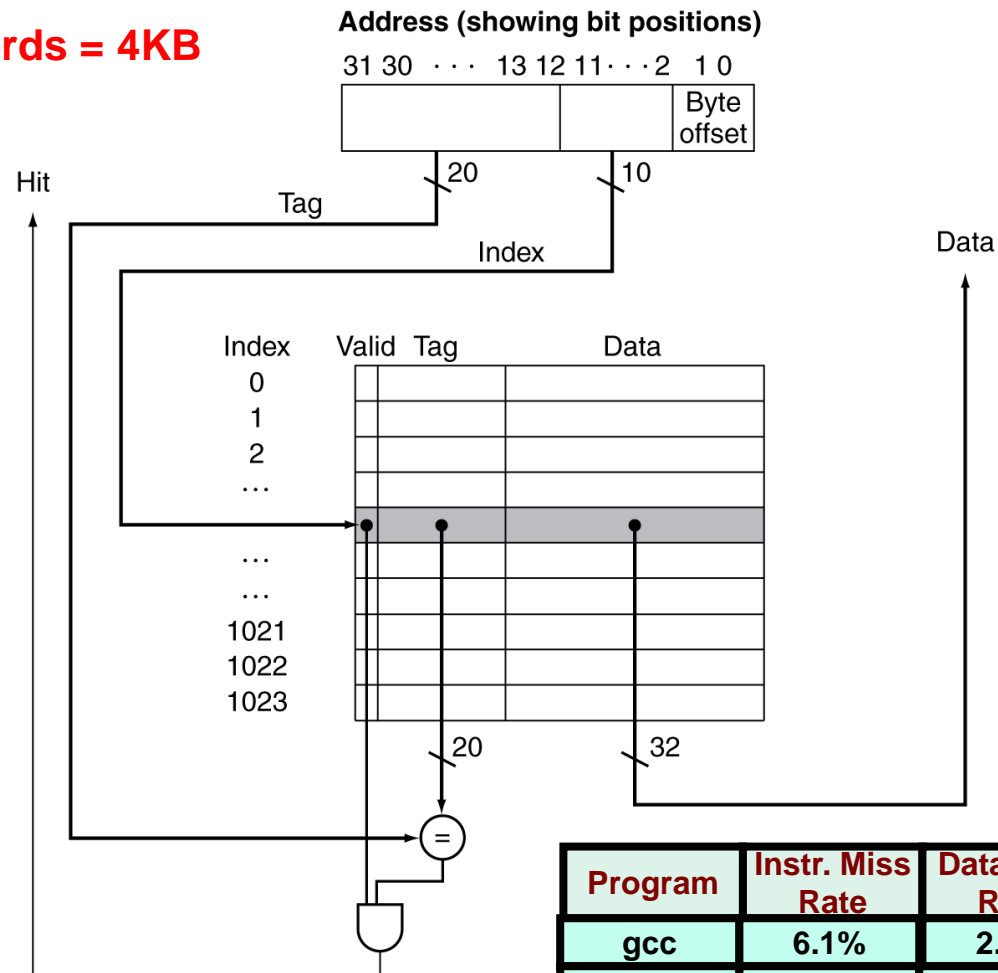 rds = 4KB
Address (showing bit positions)
31 30 · · · 13 12 11 · · · 2 1 0
Byte
offset
20
10
Hit
Tag
Index
Data
Index Valid Tag Data
0
1
2
...
...
...
1021
1022
1023
20
32
=
Program Instr. Miss Data
Rate R
gcc 6.1% 2.